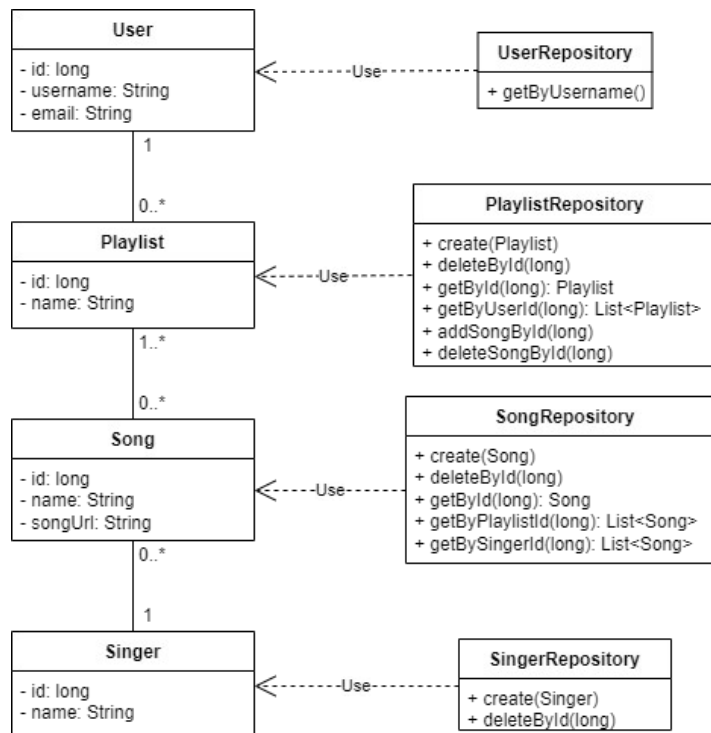 User
- id: long
- username: String
- email: String
UserRepository
+ getByUsername()
Use
1
0..*
Playlist
- id: long
- name: String
PlaylistRepository
+ create(Playlist)
+ deleteById(long)
+ getById(long): Playlist
+ getByUserId(long): List<Playlist>
+ addSongById(long)
+ deleteSongById(long)
Use
1..*
0..*
Song
- id: long
- name: String
- songUrl: String
SongRepository
+ create(Song)
+ deleteById(long)
+ getById(long): Song
+ getByPlaylistId(long): List<Song>
+ getBySingerId(long): List<Song>
Use
0..*
1
Singer
- id: long
- name: String
SingerRepository
+ create(Singer)
+ deleteById(long)
Use